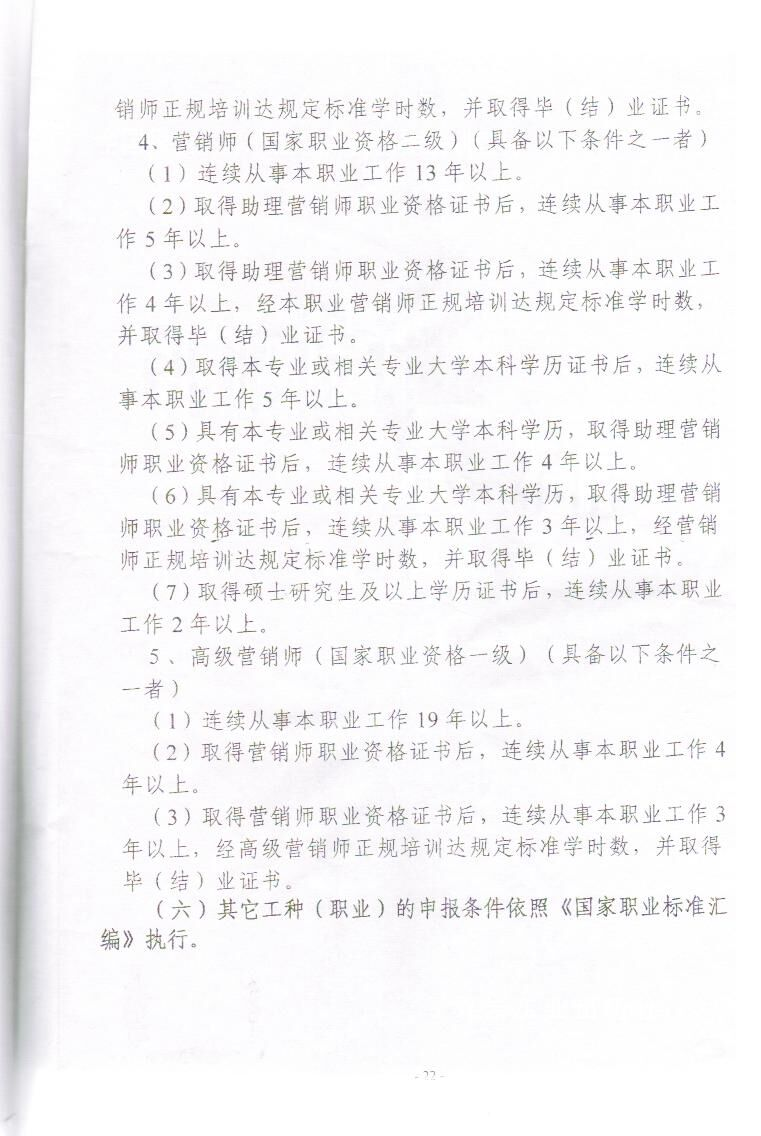 销师正规培训达规定标准学时数，并取得毕（结）业证书。
4、营销师（国家职业资格二级）（具备以下条件之一者）
（1）连续从事本职业工作 13 年以上。
（2）取得助理营销师职业资格证书后，连续从事本职业工
作 5 年以上。
（3）取得助理营销师职业资格证书后，连续从事本职业工
作 4 年以上，经本职业营销师正规培训达规定标准学时数，
并取得毕（结）业证书。
（4）取得本专业或相关专业大学本科学历证书后，连续从
事本职业工作 5 年以上。
（5）具有本专业或相关专业大学本科学历，取得助理营销
师职业资格证书后，连续从事本职业工作 4 年以上。
（6）具有本专业或相关专业大学本科学历，取得助理营销
师职业资格证书后，连续从事本职业工作 3 年以上，经营销
师正规培训达规定标准学时数，并取得毕（结）业证书。
（7）取得硕士研究生及以上学历证书后，连续从事本职业
工作 2 年以上。
5 、高级营销师（国家职业资格一级）（具备以下条件之
一者）
（1）连续从事本职业工作 19 年以上。
（2）取得营销师职业资格证书后，连续从事本职业工作 4
年以上。
（3）取得营销师职业资格证书后，连续从事本职业工作 3
年以上，经高级营销师正规培训达规定标准学时数，并取得
毕（结）业证书。
（六）其它工种（职业）的申报条件依照《国家职业标准汇
编》执行。
- 22 -